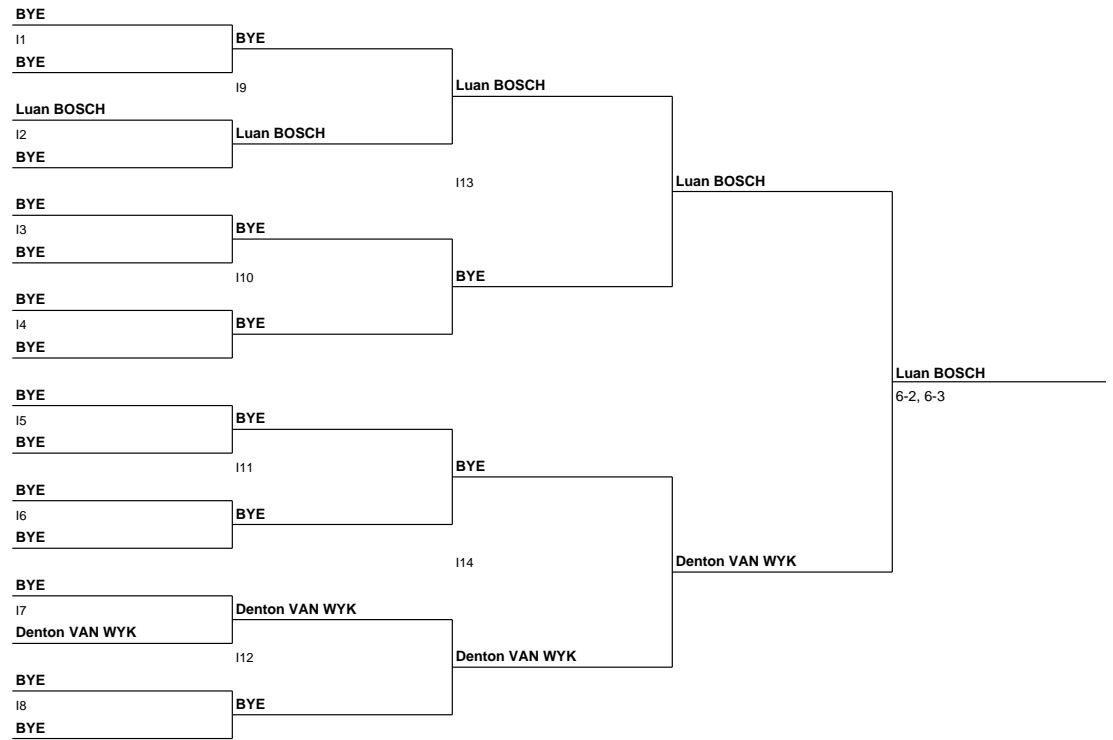 BYE
I1
BYE
Luan BOSCH
I2
BYE
BYE
I3
BYE
BYE
I4
BYE
BYE
I5
BYE
BYE
I6
BYE
BYE
I7
Denton VAN WYK
BYE
I8
BYE
BYE
I9
Luan BOSCH
BYE
I10
BYE
BYE
I11
BYE
Denton VAN WYK
I12
BYE
Luan BOSCH
I13
BYE
BYE
I14
Denton VAN WYK
Luan BOSCH
Denton VAN WYK
Luan BOSCH
6-2, 6-3